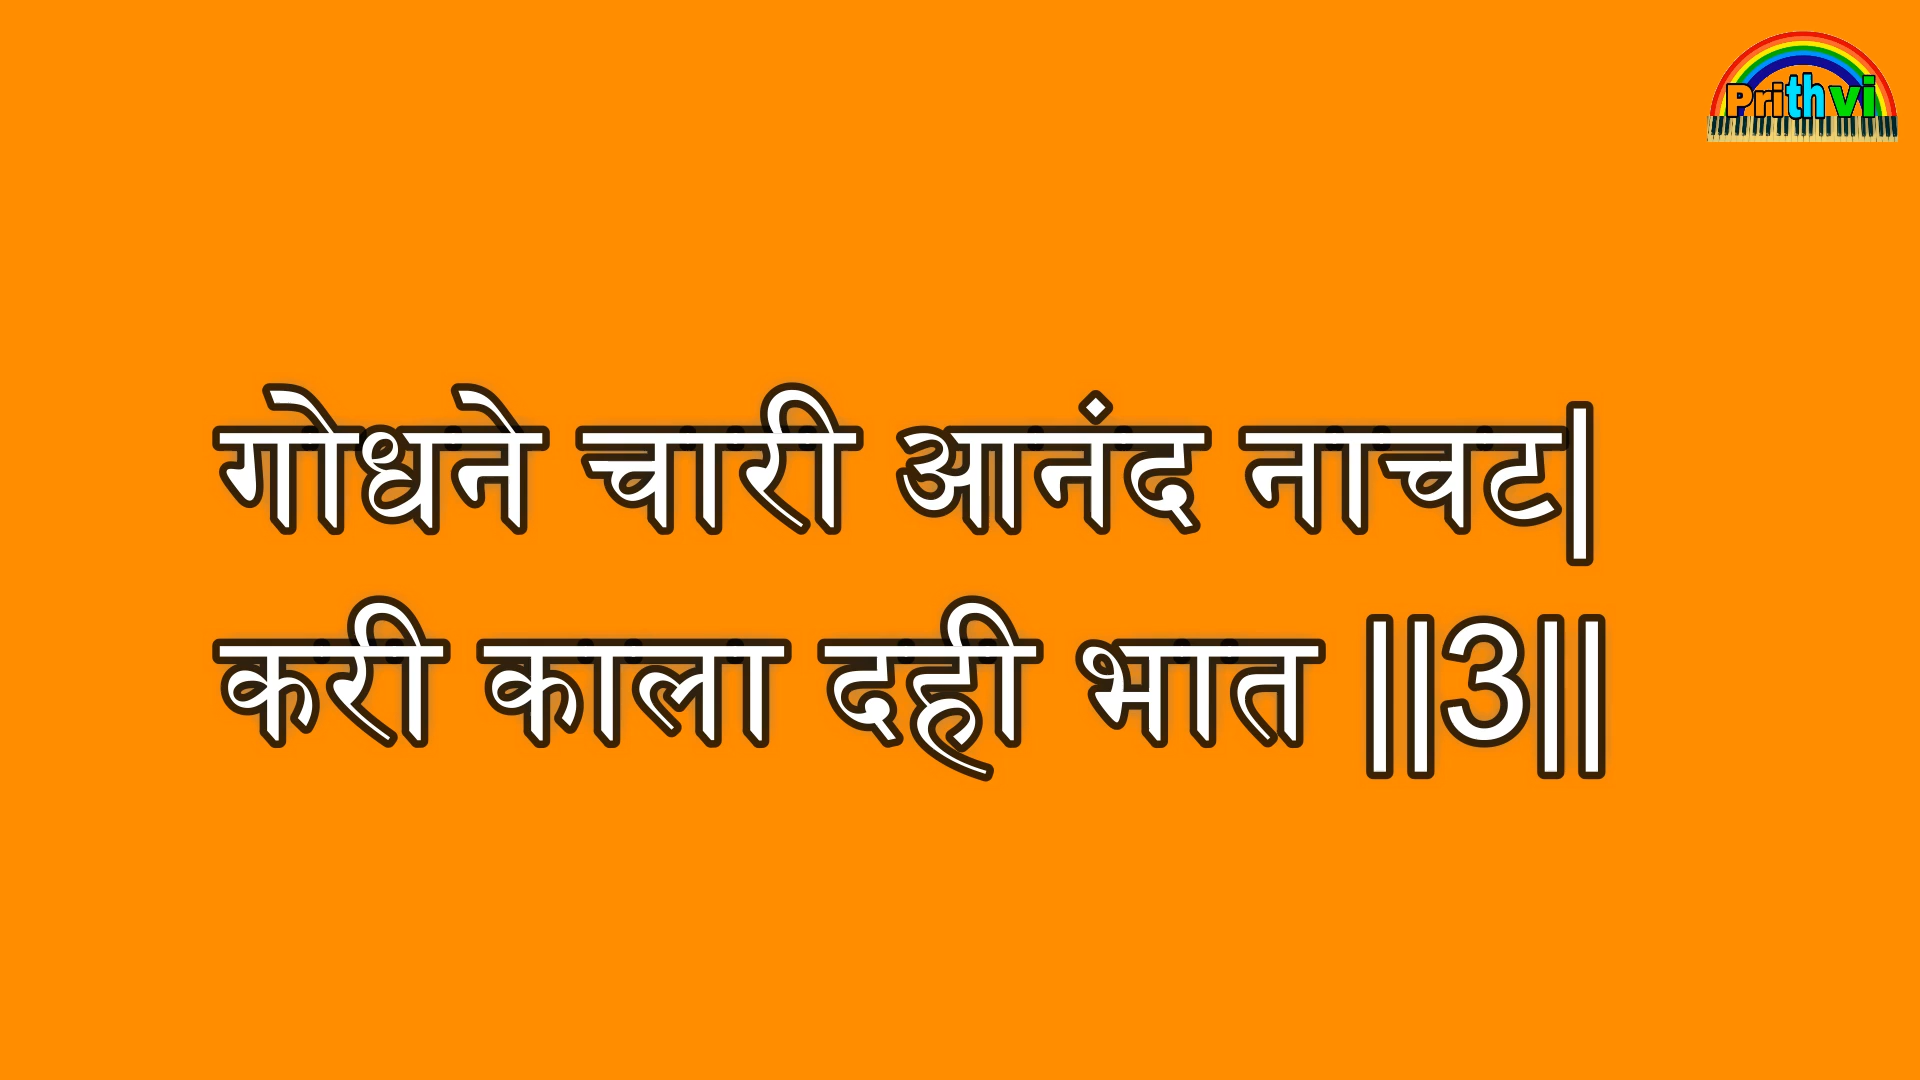 Prithvi
गोधने चारी आनंद नाचट|
करी काला दही भात ||3||